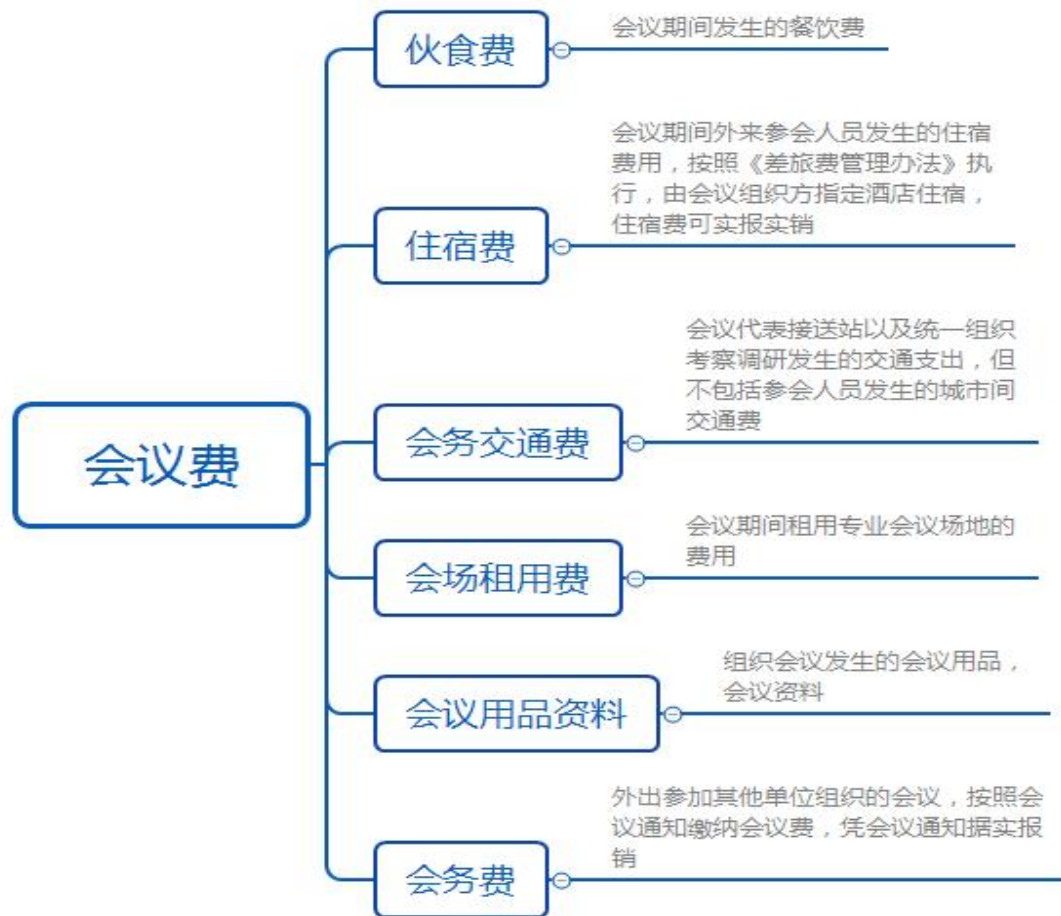 会议费
伙食费
会议期间发生的餐饮费
住宿费
会议期间外来参会人员发生的住宿
费用，按照《差旅费管理办法》执
行，由会议组织方指定酒店住宿，
住宿费可实报实销
会务交通费
会议代表接送站以及统一组织
考察调研发生的交通支出，但
不包括参会人员发生的城市间
交通费
会场租用费
会议期间租用专业会议场地的
费用
会议用品资料
组织会议发生的会议用品，
会议资料
会务费
外出参加其他单位组织的会议，按照会
议通知缴纳会议费，凭会议通知据实报
销